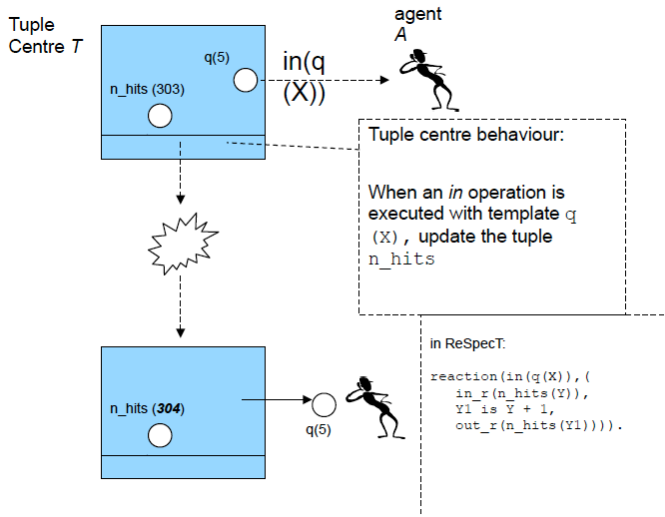 Tuple
Centre T
agent
A
q(5)
in(q
(X))
n_hits (303)
Tuple centre behaviour:
When an in operation is
executed with template q
(X), update the tuple
n_hits
in ReSpecT:
reaction(in(q(X)),(
in_r(n_hits(Y)),
Y1 is Y + 1,
out_r(n_hits(Y1)))).
n_hits (304)
q(5)